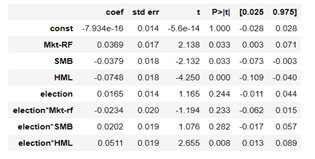 coef std err t P>|t| [0.025 0.975]
const -7.934e-16 0.014 -5.6e-14 1.000 -0.028 0.028
Mkt-RF 0.0369 0.017 2.138 0.033 0.003 0.071
SMB -0.0379 0.018 -2.132 0.033 -0.073 -0.003
HML -0.0748 0.018 -4.250 0.000 -0.109 -0.040
election 0.0165 0.014 1.165 0.244 -0.011 0.044
election*Mkt-rf -0.0234 0.020 -1.194 0.233 -0.062 0.015
election*SMB 0.0202 0.019 1.076 0.282 -0.017 0.057
election*HML 0.0511 0.019 2.655 0.008 0.013 0.089